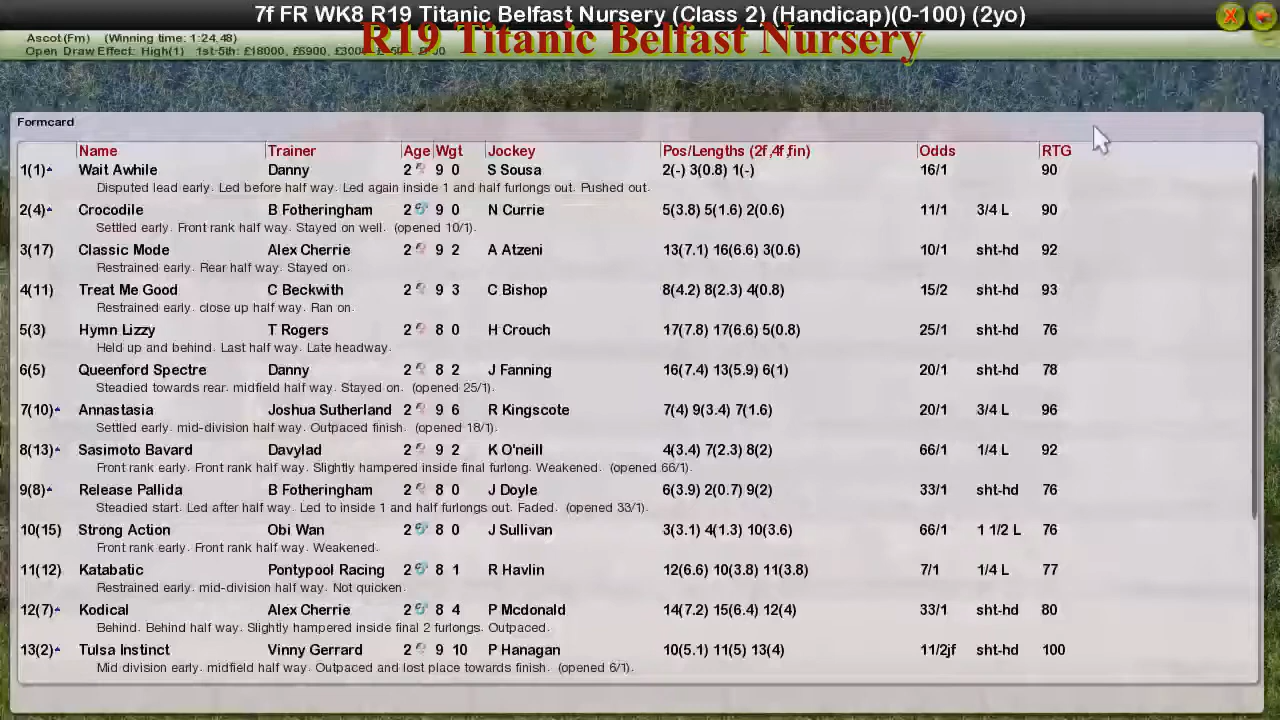 7f FR WK8 R19 Titanic Belfast Nursery (Class 2) (Handicap)(0-100) (2yo)
R19 Titanic Belfast Nursery
Ascot(Fm) (Winning time: 1:24.48)
Open Draw Effect: High(1) 1st-5th: £18000, £6900,
Formcard
Name Trainer Age Wgt Jockey Pos/Lengths (2f,4f,fin) Odds RTG
1(1) Wait Awhile Danny 2 9 0 S Sousa 2(-) 3(0.8) 1(-) 16/1 90
Disputed lead early. Led before half way. Led again inside 1 and half furlongs out. Pushed out.
2(4) Crocodile B Fotheringham 2 9 0 N Currie 5(3.8) 5(1.6) 2(0.6) 11/1 3/4 L 90
Settled early. Front rank half way. Stayed on well. (opened 10/1).
3(17) Classic Mode Alex Cherrie 2 9 2 A Atzeni 13(7.1) 16(6.6) 3(0.6) 10/1 sht-hd 92
Restrained early. Rear half way. Stayed on.
4(11) Treat Me Good C Beckwith 2 9 3 C Bishop 8(4.2) 8(2.3) 4(0.8) 15/2 sht-hd 93
Restrained early. close up half way. Ran on.
5(3) Hymn Lizzy T Rogers 2 8 0 H Crouch 17(7.8) 17(6.6) 5(0.8) 25/1 sht-hd 76
Held up and behind. Last half way. Late headway.
6(5) Queenford Spectre Danny 2 8 2 J Fanning 16(7.4) 13(5.9) 6(1) 20/1 sht-hd 78
Steadied towards rear. midfield half way. Stayed on. (opened 25/1).
7(10) Annastasia Joshua Sutherland 2 9 6 R Kingscote 7(4) 9(3.4) 7(1.6) 20/1 3/4 L 96
Settled early. mid-division half way. Outpaced finish. (opened 18/1).
8(13) Sasimoto Bavard Davylad 2 9 2 K O'neill 4(3.4) 7(2.3) 8(2) 66/1 1/4 L 92
Front rank early. Front rank half way. Slightly hampered inside final furlong. Weakened. (opened 66/1).
9(8) Release Pallida B Fotheringham 2 8 0 J Doyle 6(3.9) 2(0.7) 9(2) 33/1 sht-hd 76
Steadied start. Led after half way. Led to inside 1 and half furlongs out. Faded. (opened 33/1).
10(15) Strong Action Obi Wan 2 8 0 J Sullivan 3(3.1) 4(1.3) 10(3.6) 66/1 1 1/2 L 76
Front rank early. Front rank half way. Weakened.
11(12) Katabatic Pontypool Racing 2 8 1 R Havlin 12(6.6) 10(3.8) 11(3.8) 7/1 1/4 L 77
Restrained early. mid-division half way. Not quicken.
12(7) Kodical Alex Cherrie 2 8 4 P Mcdonald 14(7.2) 15(6.4) 12(4) 33/1 sht-hd 80
Behind. Behind half way. Slightly hampered inside final 2 furlongs. Outpaced.
13(2) Tulsa Instinct Vinny Gerrard 2 9 10 P Hanagan 10(5.1) 11(5) 13(4) 11/2jf sht-hd 100
Mid division early. midfield half way. Outpaced and lost place towards finish. (opened 6/1).